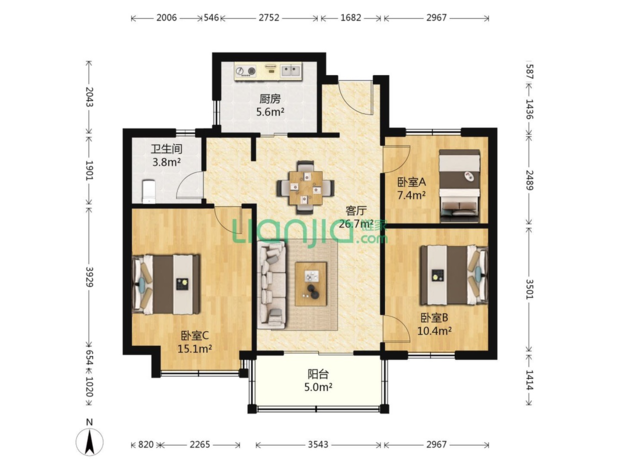 2006 546 2752 1682 2967
587
2043
1436
厨房
5.6m²
卫生间
3.8m²
1901
2489
卧室A
7.4m²
客厅
26.7m²
Lianjia 链家
.com
3929
3501
卧室B
10.4m²
卧室C
15.1m²
654
阳台
5.0m²
1020
1414
N
820 2265 3543 2967